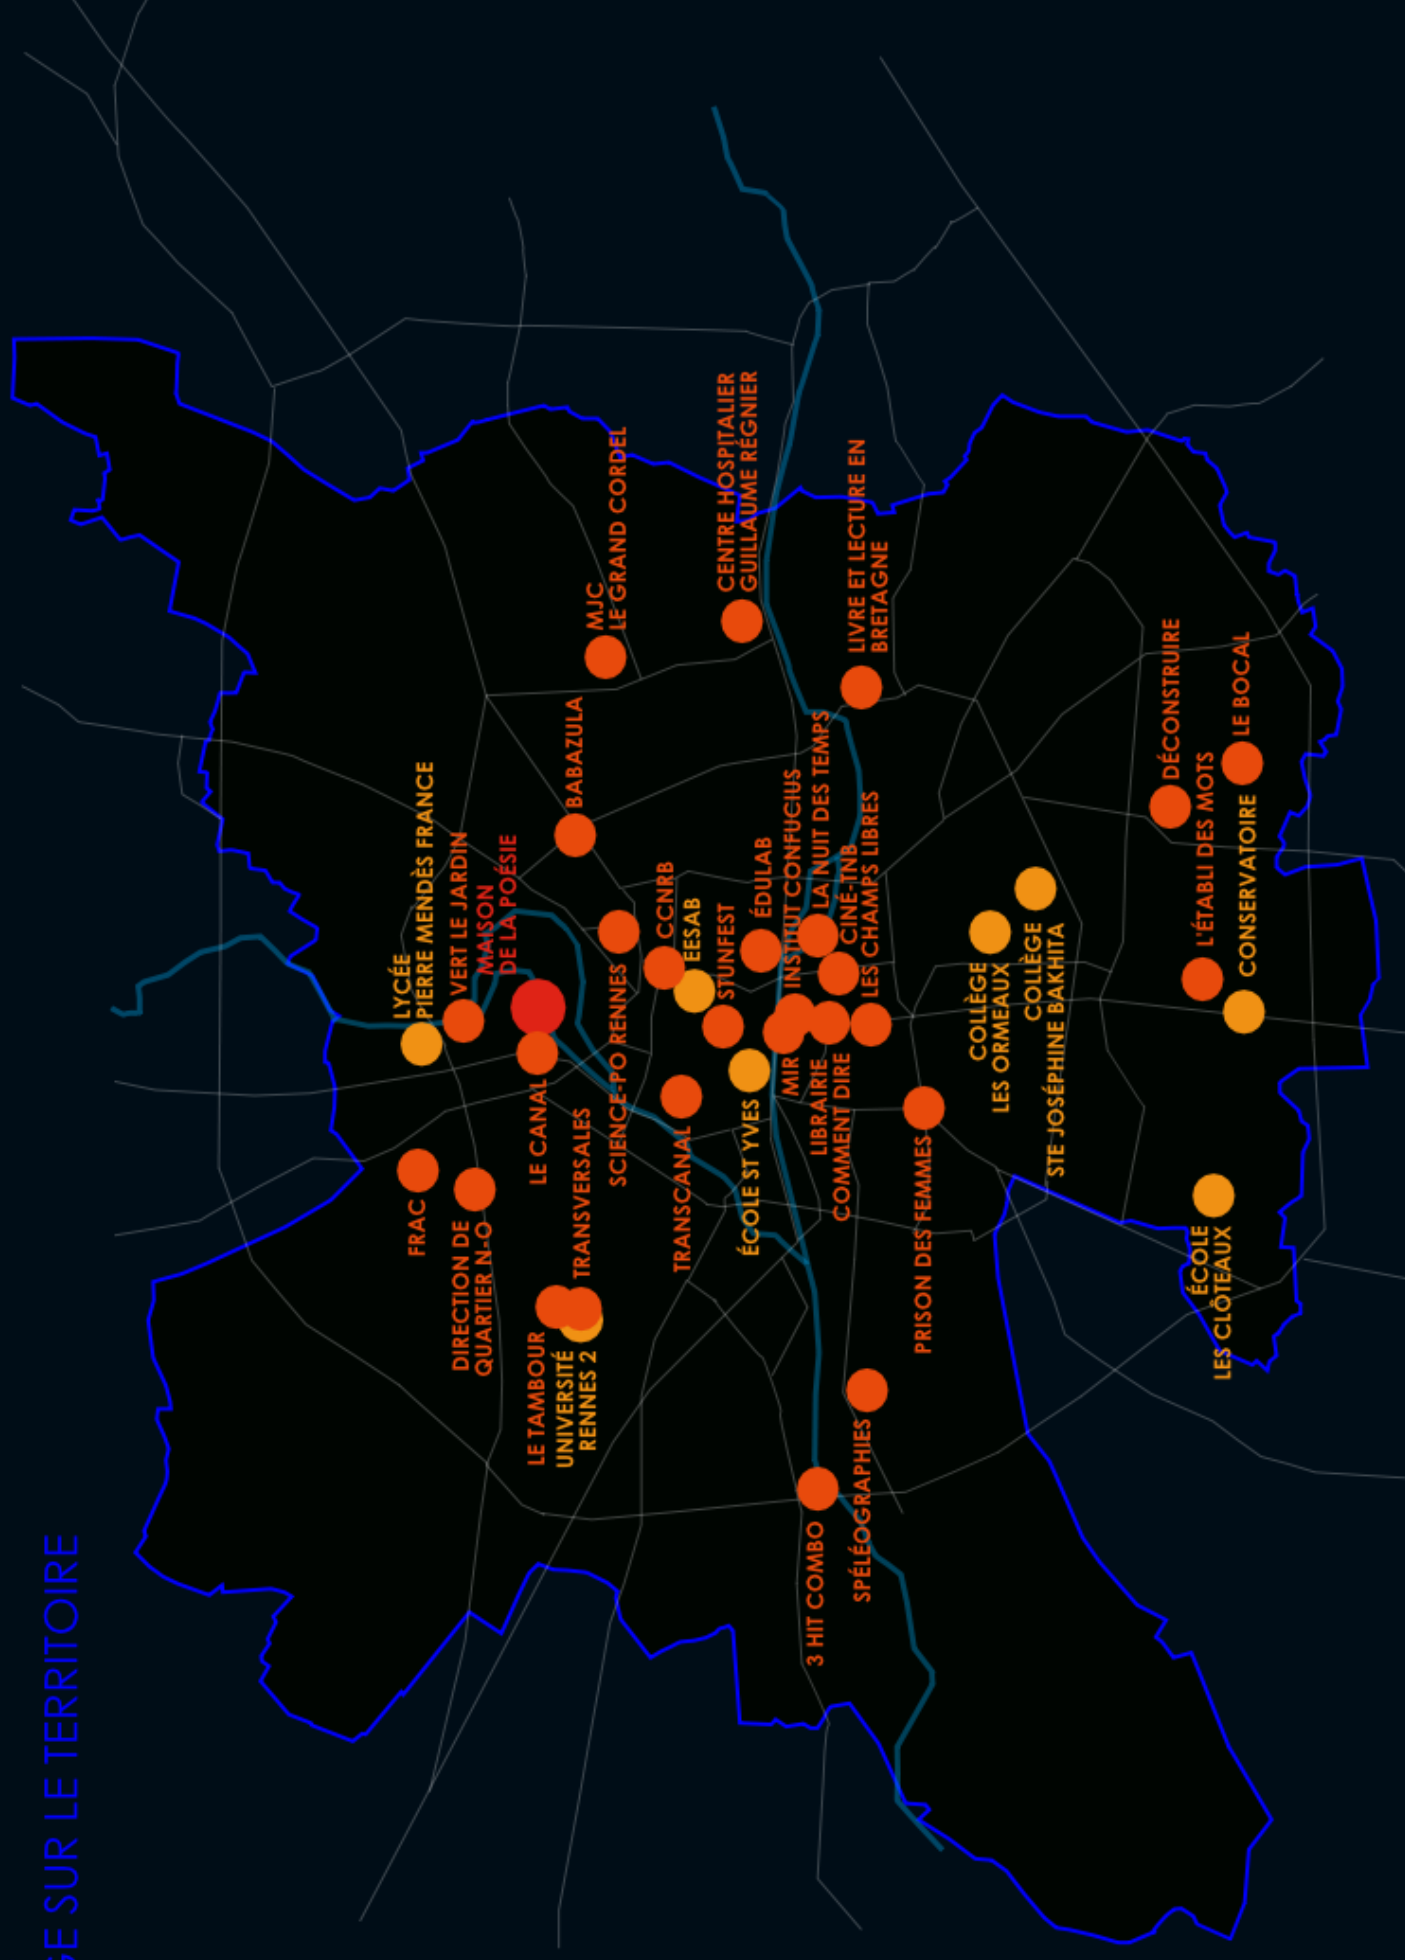 GE SUR LE TERRITOIRE
LYCÉE
PIERRE MENDÈS FRANCE
VERT LE JARDIN
MAISON
DE LA POÉSIE
FRAC
DIRECTION DE
QUARTIER N-O
LE CANAL
TRANSVERSALES
LE TAMBOUR
UNIVERSITÉ
RENNES 2
BABAZULA
MJC
LE GRAND CORDEL
SCIENCE-PO RENNES
CCNRB
EESAB
STUNFEST
TRANSCANAL
ÉCOLE ST YVES
ÉDULAB
CENTRE HOSPITALIER
GUILLAUME RÉGNIER
INSTITUT CONFUCIUS
LA NUIT DES TEMPS
CINÉ-TNB
LES CHAMPS LIBRES
MIR
LIBRAIRIE
COMMENT DIRE
LIVRE ET LECTURE EN
BRETAGNE
PRISON DES FEMMES
SPÉLÉOGRAPHIES
3 HIT COMBO
COLLÈGE
LES ORMEAUX
COLLÈGE
STE JOSÉPHINE BAKHITA
DÉCONSTRUIRE
L'ÉTABLI DES MOTS
LE BOCAL
CONSERVATOIRE
ÉCOLE
LES CLÔTEAUX